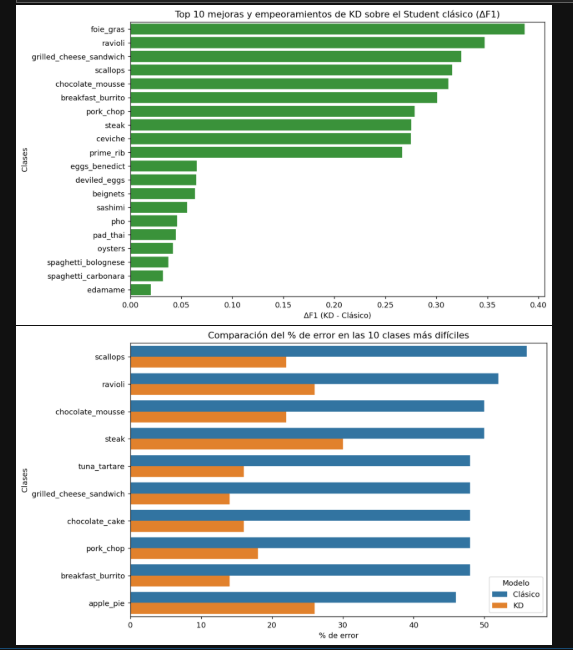 Top 10 mejoras y empeoramientos de KD sobre el Student clásico (ΔF1)
Clases
foie_gras
ravioli
grilled_cheese_sandwich
scallops
chocolate_mousse
breakfast_burrito
pork_chop
steak
ceviche
prime_rib
eggs_benedict
deviled_eggs
beignets
sashimi
pho
pad_thai
oysters
spaghetti_bolognese
spaghetti_carbonara
edamame
0.00 0.05 0.10 0.15 0.20 0.25 0.30 0.35 0.40
ΔF1 (KD - Clásico)
Comparación del % de error en las 10 clases más difíciles
Clases
scallops
ravioli
chocolate_mousse
steak
tuna_tartare
grilled_cheese_sandwich
chocolate_cake
pork_chop
breakfast_burrito
apple_pie
Modelo
Clásico
KD
0 10 20 30 40 50
% de error